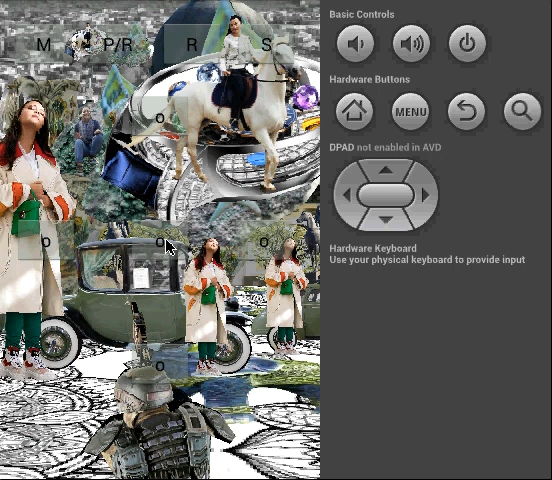 Basic Controls
M P/R R S
Hardware Buttons
MENU
o
DPAD not enabled in AVD
o o o
Hardware Keyboard
Use your physical keyboard to provide input
o